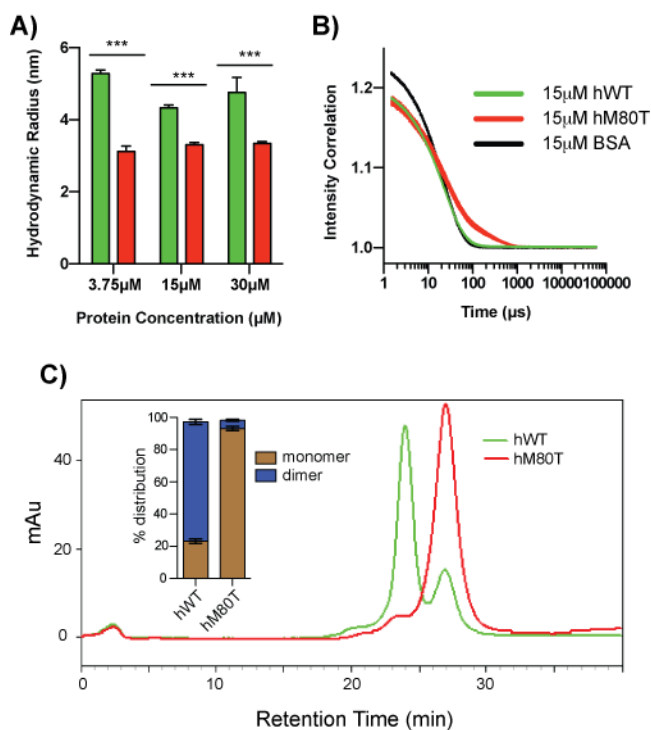 A)
***
***
***
6
4
2
0
Hydrodynamic Radius (nm)
3.75µM
15µM
30µM
Protein Concentration (µM)
B)
1.2
1.1
1.0
Intensity Correlation
15µM hWT
15µM hM80T
15µM BSA
1
10
100
1000
10000
100000
Time (µs)
C)
100
80
60
40
20
0
% distribution
hWT
hM80T
monomer
dimer
hWT
hM80T
40
20
0
mAu
0
10
20
30
Retention Time (min)